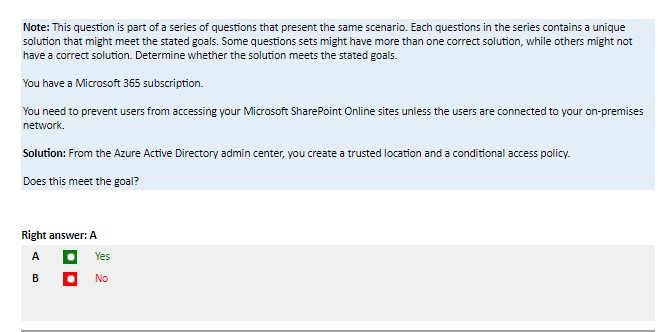 Note: This question is part of a series of questions that present the same scenario. Each questions in the series contains a unique
solution that might meet the stated goals. Some questions sets might have more than one correct solution, while others might not
have a correct solution. Determine whether the solution meets the stated goals.
You have a Microsoft 365 subscription.
You need to prevent users from accessing your Microsoft SharePoint Online sites unless the users are connected to your on-premises
network.
Solution: From the Azure Active Directory admin center, you create a trusted location and a conditional access policy.
Does this meet the goal?
Right answer: A
A Yes
B No